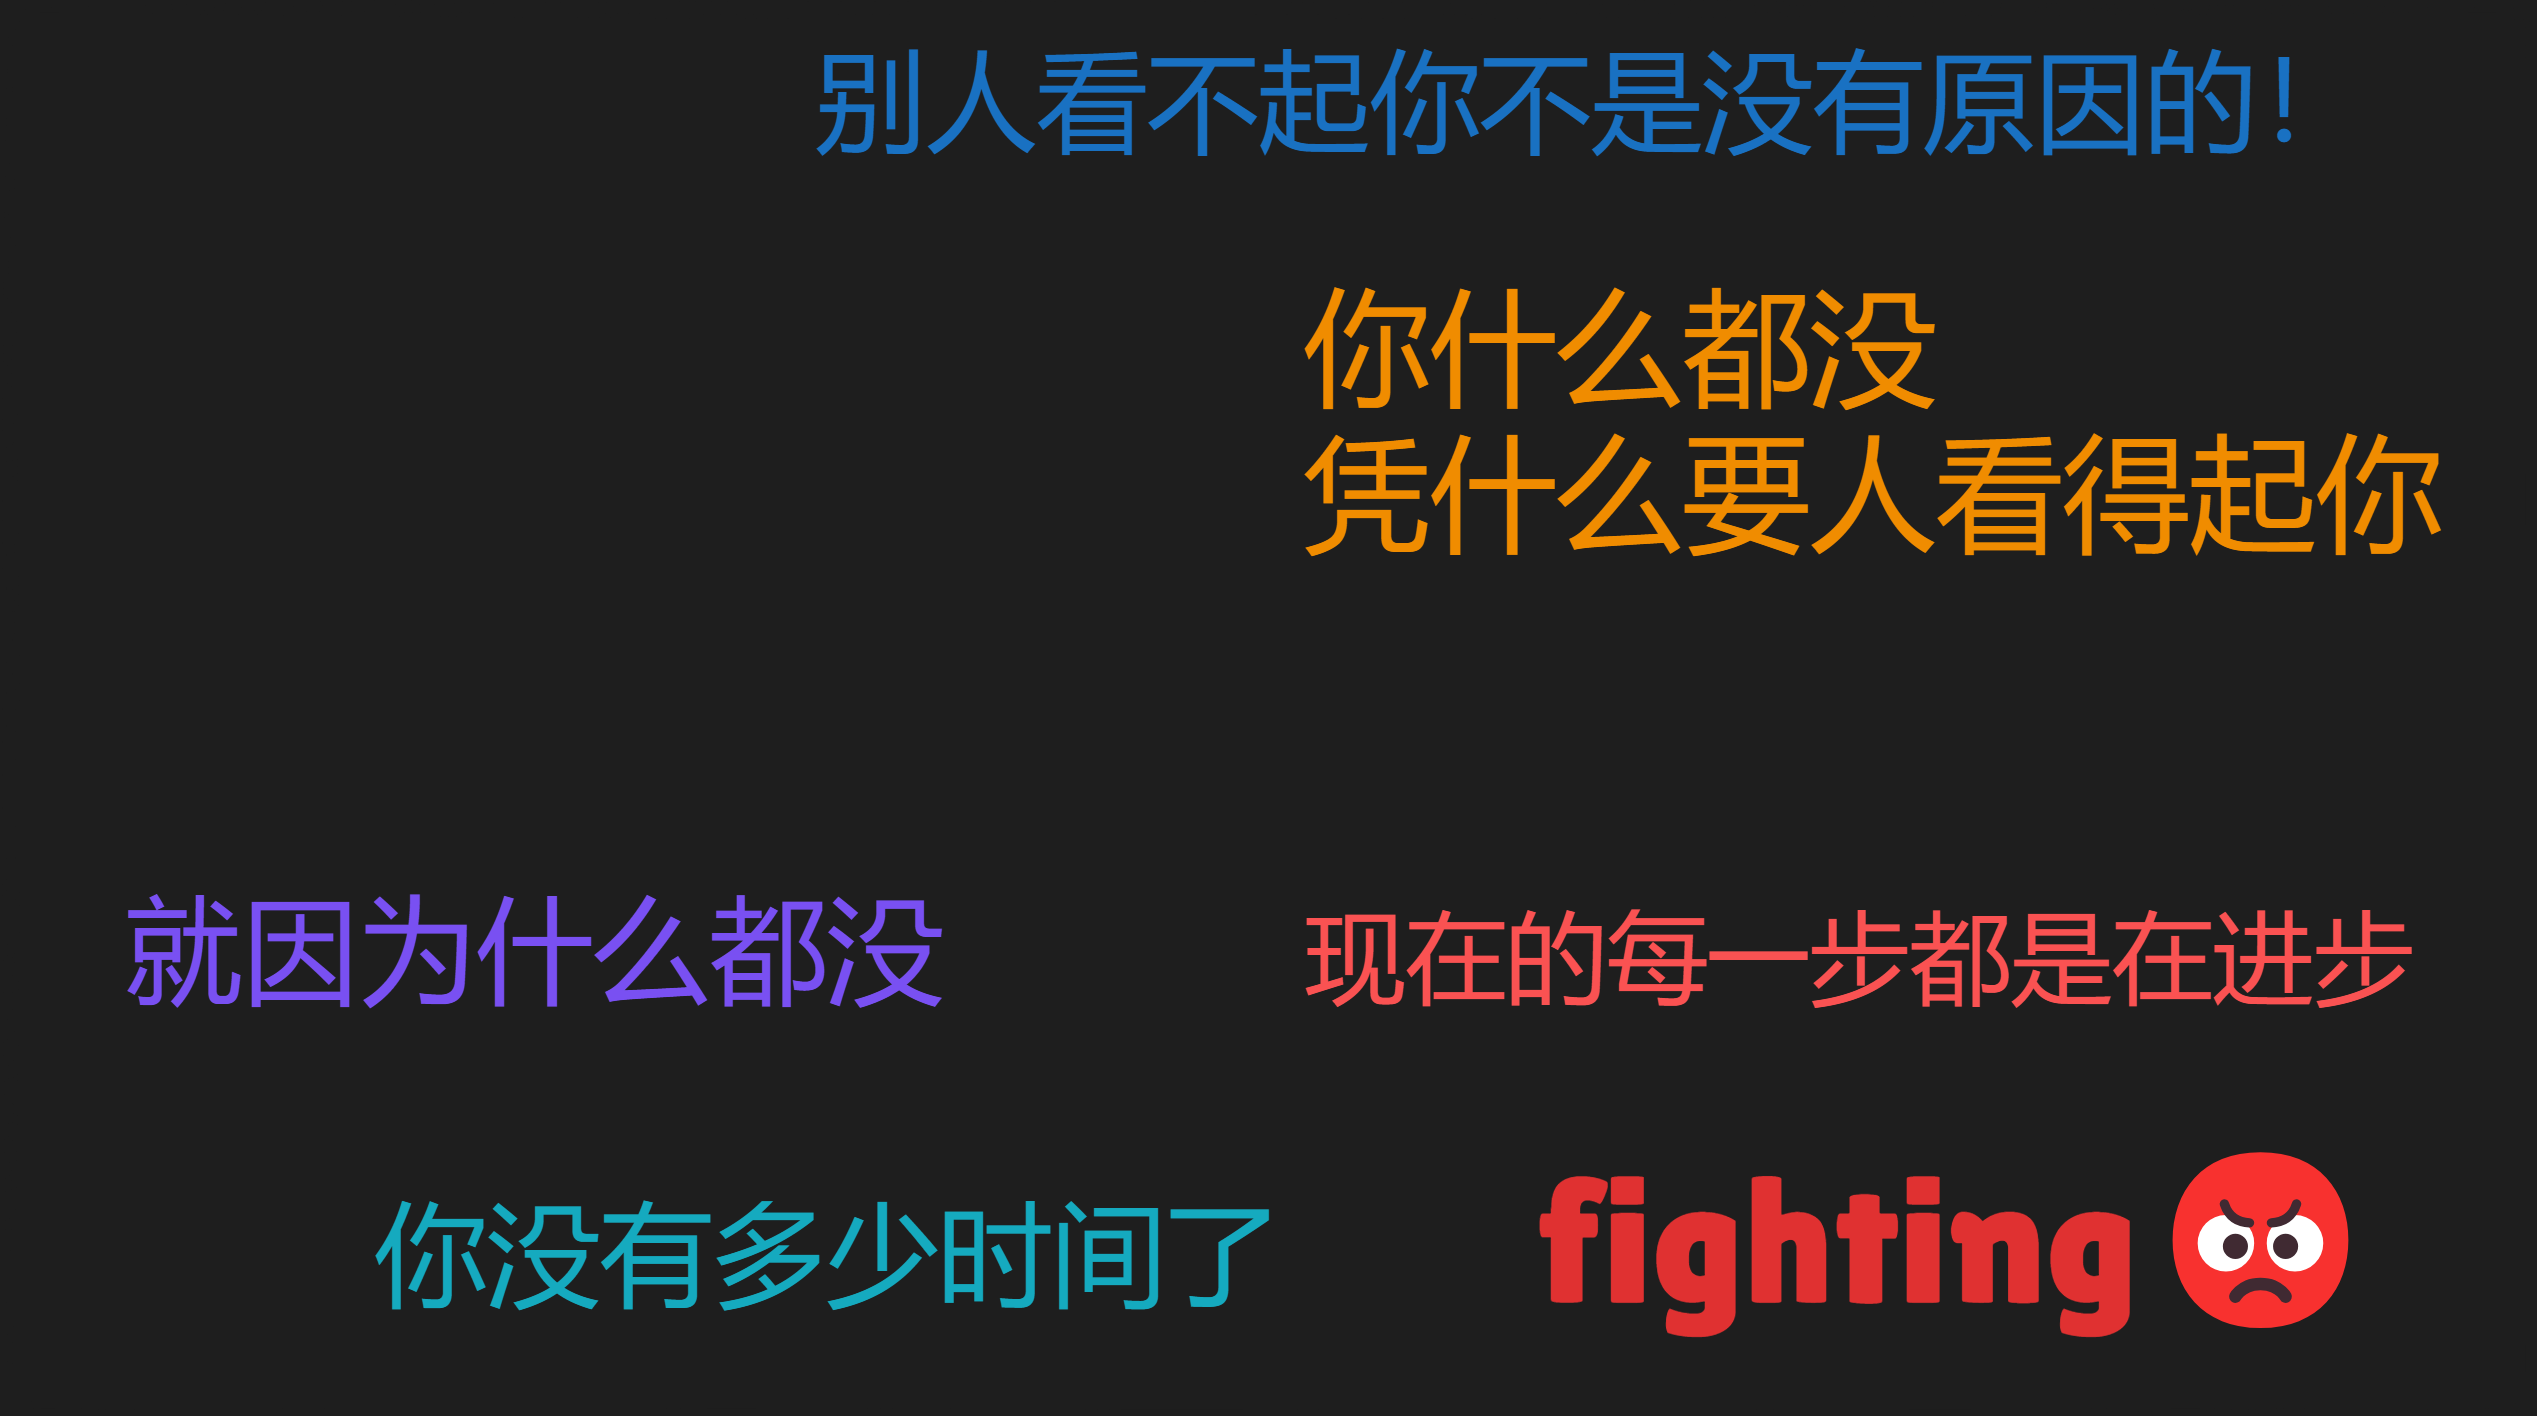 别人看不起你不是没有原因的！
你什么都没
凭什么要人看得起你
就因为什么都没
现在的每一步都是在进步
你没有多少时间了
fighting